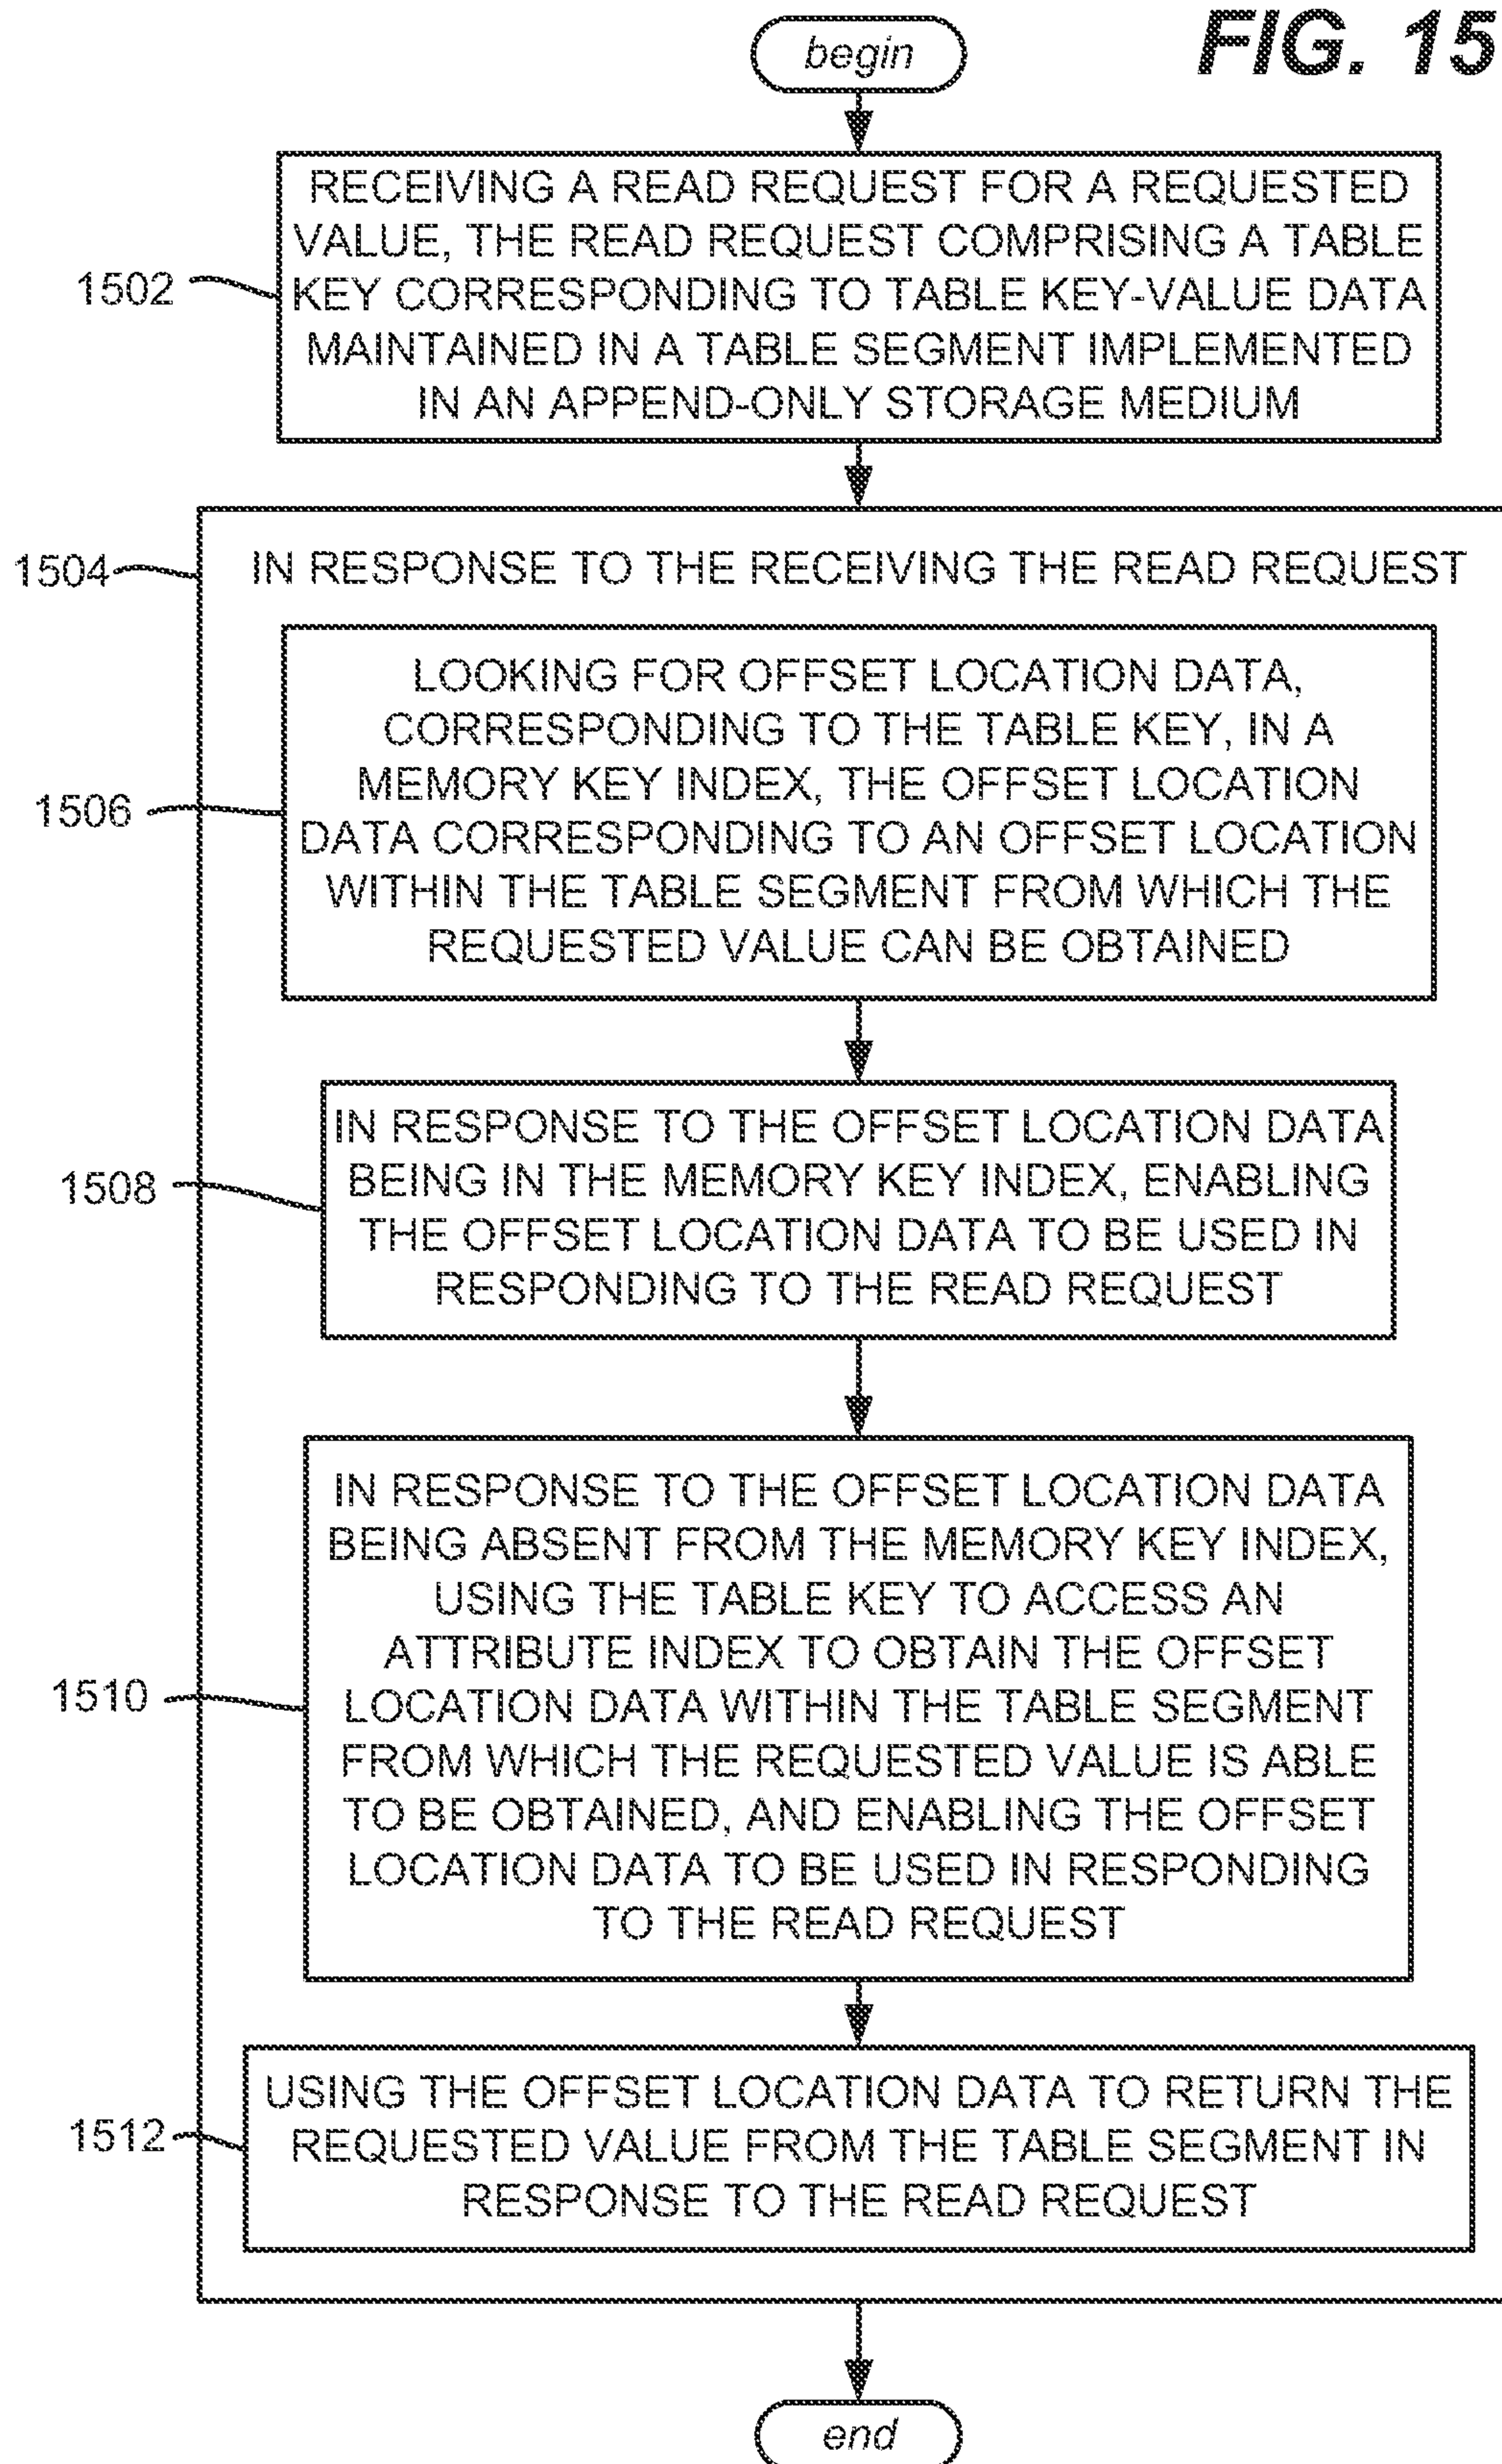 FIG. 15
begin
1502
RECEIVING A READ REQUEST FOR A REQUESTED
VALUE, THE READ REQUEST COMPRISING A TABLE
KEY CORRESPONDING TO TABLE KEY-VALUE DATA
MAINTAINED IN A TABLE SEGMENT IMPLEMENTED
IN AN APPEND-ONLY STORAGE MEDIUM
1504
IN RESPONSE TO THE RECEIVING THE READ REQUEST
1506
LOOKING FOR OFFSET LOCATION DATA,
CORRESPONDING TO THE TABLE KEY, IN A
MEMORY KEY INDEX, THE OFFSET LOCATION
DATA CORRESPONDING TO AN OFFSET LOCATION
WITHIN THE TABLE SEGMENT FROM WHICH THE
REQUESTED VALUE CAN BE OBTAINED
1508
IN RESPONSE TO THE OFFSET LOCATION DATA
BEING IN THE MEMORY KEY INDEX, ENABLING
THE OFFSET LOCATION DATA TO BE USED IN
RESPONDING TO THE READ REQUEST
1510
IN RESPONSE TO THE OFFSET LOCATION DATA
BEING ABSENT FROM THE MEMORY KEY INDEX,
USING THE TABLE KEY TO ACCESS AN
ATTRIBUTE INDEX TO OBTAIN THE OFFSET
LOCATION DATA WITHIN THE TABLE SEGMENT
FROM WHICH THE REQUESTED VALUE IS ABLE
TO BE OBTAINED, AND ENABLING THE OFFSET
LOCATION DATA TO BE USED IN RESPONDING
TO THE READ REQUEST
1512
USING THE OFFSET LOCATION DATA TO RETURN THE
REQUESTED VALUE FROM THE TABLE SEGMENT IN
RESPONSE TO THE READ REQUEST
end